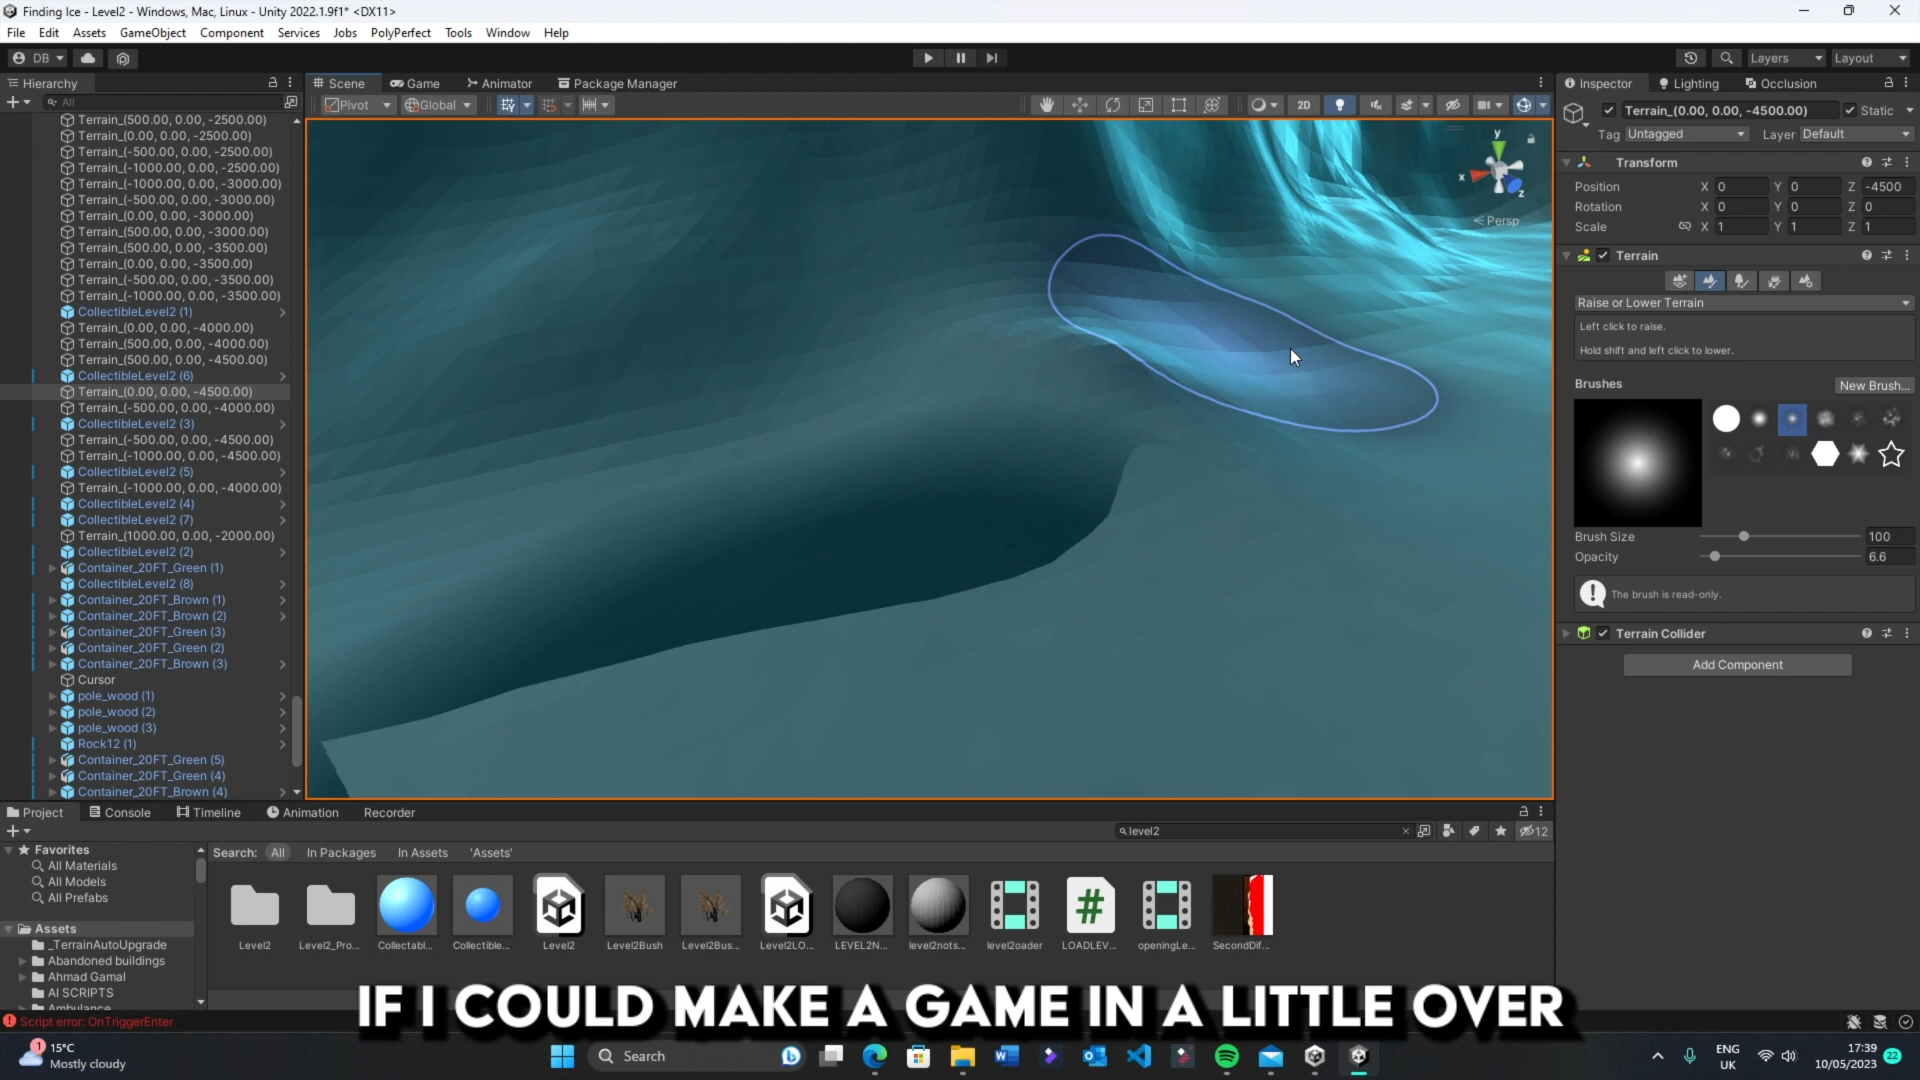 Finding Ice - Level2 - Windows, Mac, Linux - Unity 2022.1.9f1* <DX11>
File Edit Assets GameObject Component Services Jobs PolyPerfect Tools Window Help
DB Layers Layout
Hierarchy Scene Game Animator Package Manager Inspector Lighting Occlusion
All Pivot Global 2D
Terrain_(500.00, 0.00, -2500.00)
Terrain_(0.00, 0.00, -2500.00)
Terrain_(-500.00, 0.00, -2500.00)
Terrain_(-1000.00, 0.00, -2500.00)
Terrain_(-1000.00, 0.00, -3000.00)
Terrain_(-500.00, 0.00, -3000.00)
Terrain_(0.00, 0.00, -3000.00)
Terrain_(500.00, 0.00, -3000.00)
Terrain_(500.00, 0.00, -3500.00)
Terrain_(0.00, 0.00, -3500.00)
Terrain_(-500.00, 0.00, -3500.00)
Terrain_(-1000.00, 0.00, -3500.00)
CollectibleLevel2 (1)
Terrain_(0.00, 0.00, -4000.00)
Terrain_(500.00, 0.00, -4000.00)
Terrain_(500.00, 0.00, -4500.00)
CollectibleLevel2 (6)
Terrain_(0.00, 0.00, -4500.00)
Terrain_(-500.00, 0.00, -4000.00)
CollectibleLevel2 (3)
Terrain_(-500.00, 0.00, -4500.00)
Terrain_(-1000.00, 0.00, -4500.00)
CollectibleLevel2 (5)
Terrain_(-1000.00, 0.00, -4000.00)
CollectibleLevel2 (4)
CollectibleLevel2 (7)
Terrain_(1000.00, 0.00, -2000.00)
CollectibleLevel2 (2)
Container_20FT_Green (1)
CollectibleLevel2 (8)
Container_20FT_Brown (1)
Container_20FT_Brown (2)
Container_20FT_Green (3)
Container_20FT_Green (2)
Container_20FT_Brown (3)
Cursor
pole_wood (1)
pole_wood (2)
pole_wood (3)
Rock12 (1)
Container_20FT_Green (5)
Container_20FT_Green (4)
Container_20FT_Brown (4)
y
x
z
Persp
Terrain_(0.00, 0.00, -4500.00) Static
Tag Untagged Layer Default
Transform
Position X 0 Y 0 Z -4500
Rotation X 0 Y 0 Z 0
Scale X 1 Y 1 Z 1
Terrain
Raise or Lower Terrain
Left click to raise.
Hold shift and left click to lower.
Brushes New Brush...
Brush Size 100
Opacity 6.6
The brush is read-only.
Terrain Collider
Add Component
Project Console Timeline Animation Recorder
level2 12
Favorites
All Materials
All Models
All Prefabs
Assets
_TerrainAutoUpgrade
Abandoned buildings
Ahmad Gamal
AI SCRIPTS
Ambulance
Search: All In Packages In Assets 'Assets'
Level2 Level2_Pro... Collectabl... Collectible... Level2 Level2Bush Level2Bus... Level2LO... LEVEL2N... level2nots... level2oader LOADLEV... openingLe... SecondDif...
IF I COULD MAKE A GAME IN A LITTLE OVER
Script error: OnTriggerEnter
1
15°C
Mostly cloudy
Search
ENG
UK
17:39
10/05/2023
22